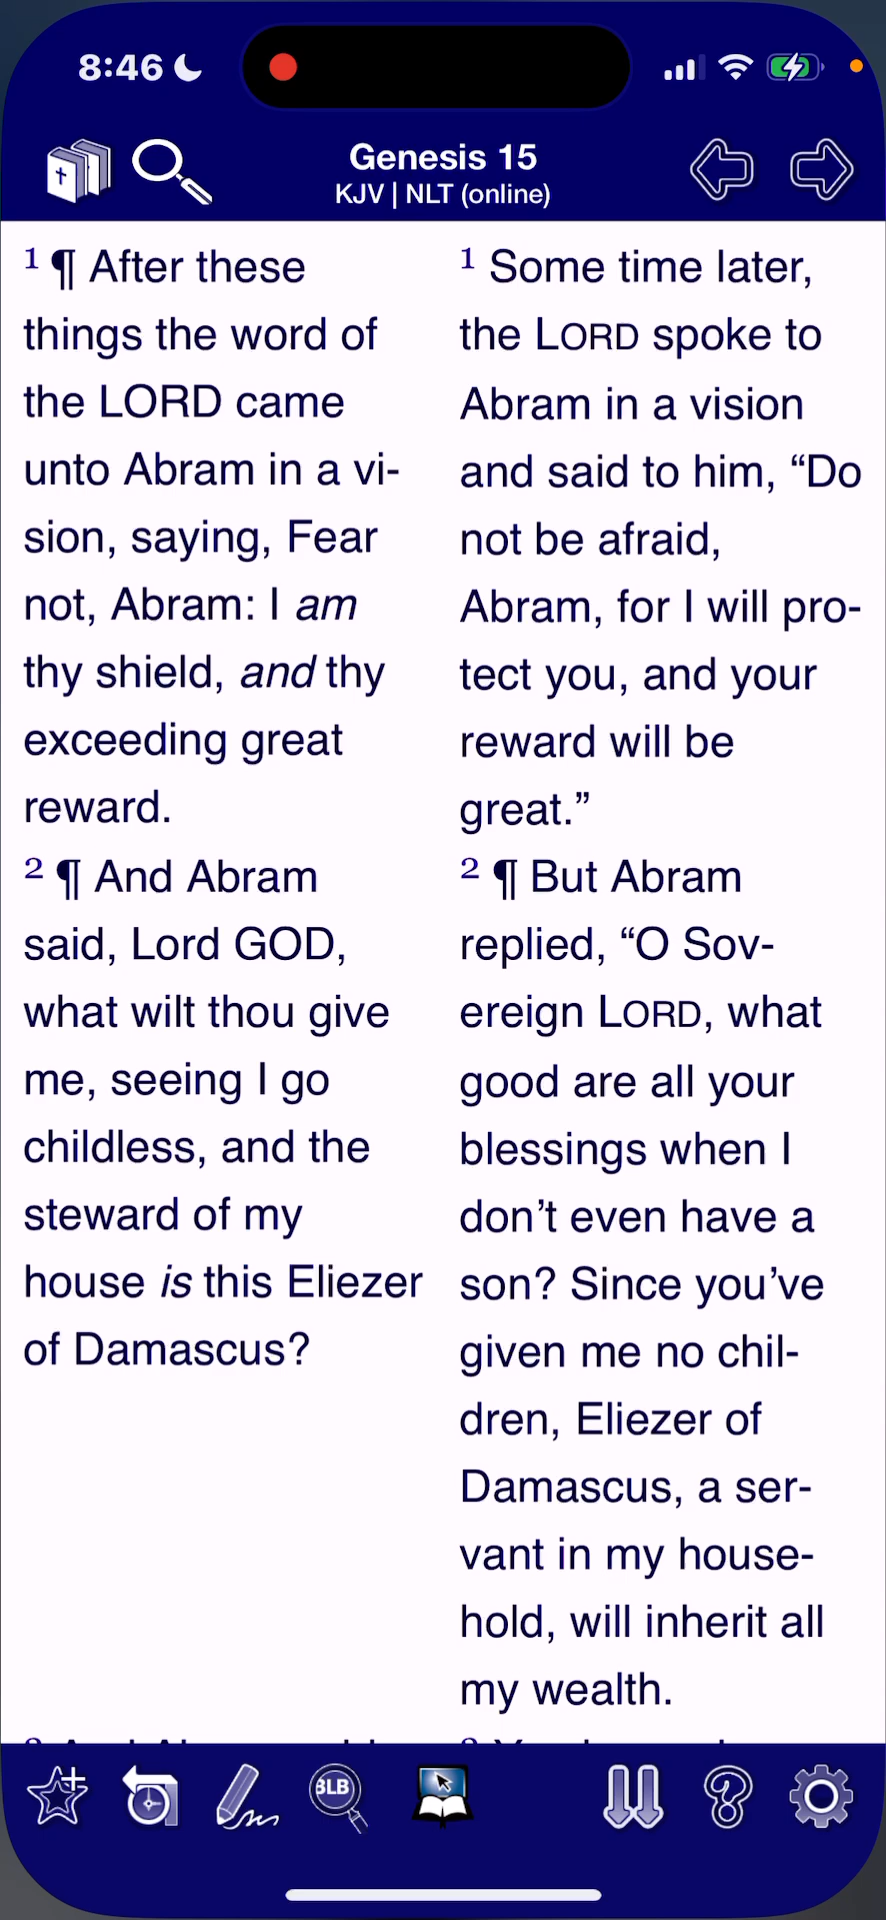 8:46
Genesis 15
KJV | NLT (online)
1 ¶ After these
things the word of
the LORD came
unto Abram in a vi-
sion, saying, Fear
not, Abram: I am
thy shield, and thy
exceeding great
reward.
2 ¶ And Abram
said, Lord GOD,
what wilt thou give
me, seeing I go
childless, and the
steward of my
house is this Eliezer
of Damascus?
1 Some time later,
the LORD spoke to
Abram in a vision
and said to him, “Do
not be afraid,
Abram, for I will pro-
tect you, and your
reward will be
great.”
2 ¶ But Abram
replied, “O Sov-
ereign LORD, what
good are all your
blessings when I
don’t even have a
son? Since you’ve
given me no chil-
dren, Eliezer of
Damascus, a ser-
vant in my house-
hold, will inherit all
my wealth.
BLB